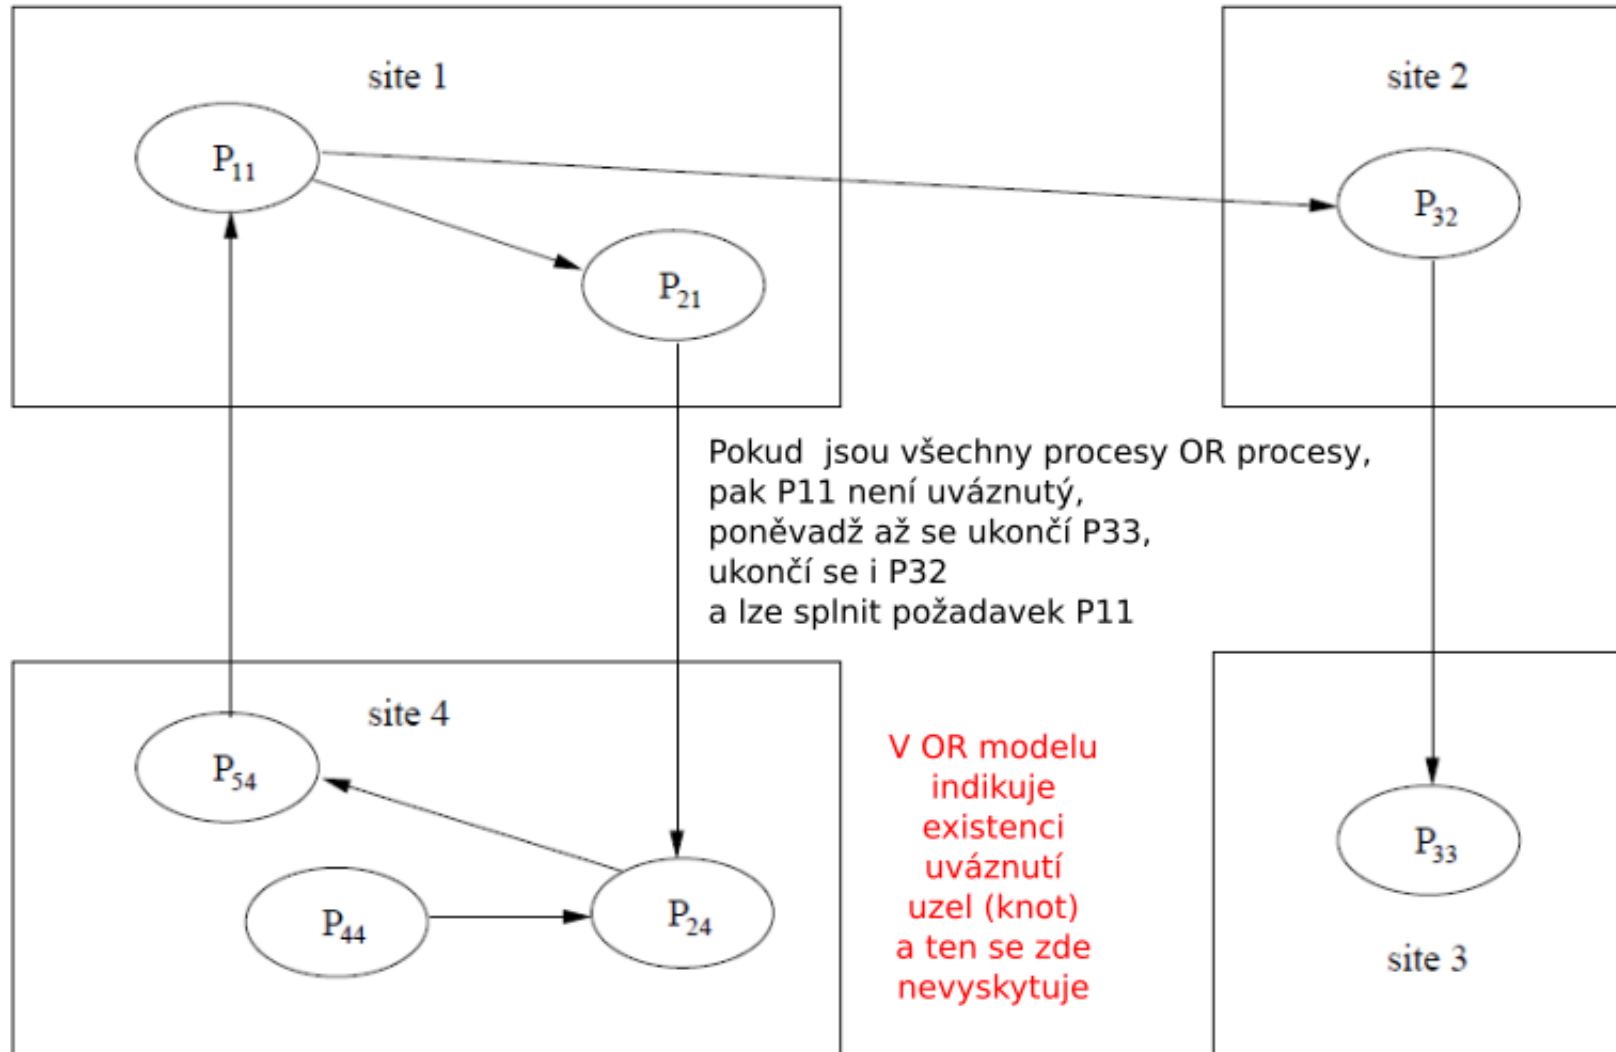 site 1
site 2
P11
P32
P21
Pokud jsou všechny procesy OR procesy,
pak P11 není uváznutý,
poněvadž až se ukončí P33,
ukončí se i P32
a lze splnit požadavek P11
site 4
P54
P44
P24
V OR modelu
indikuje
existenci
uváznutí
uzel (knot)
a ten se zde
nevyskytuje
P33
site 3